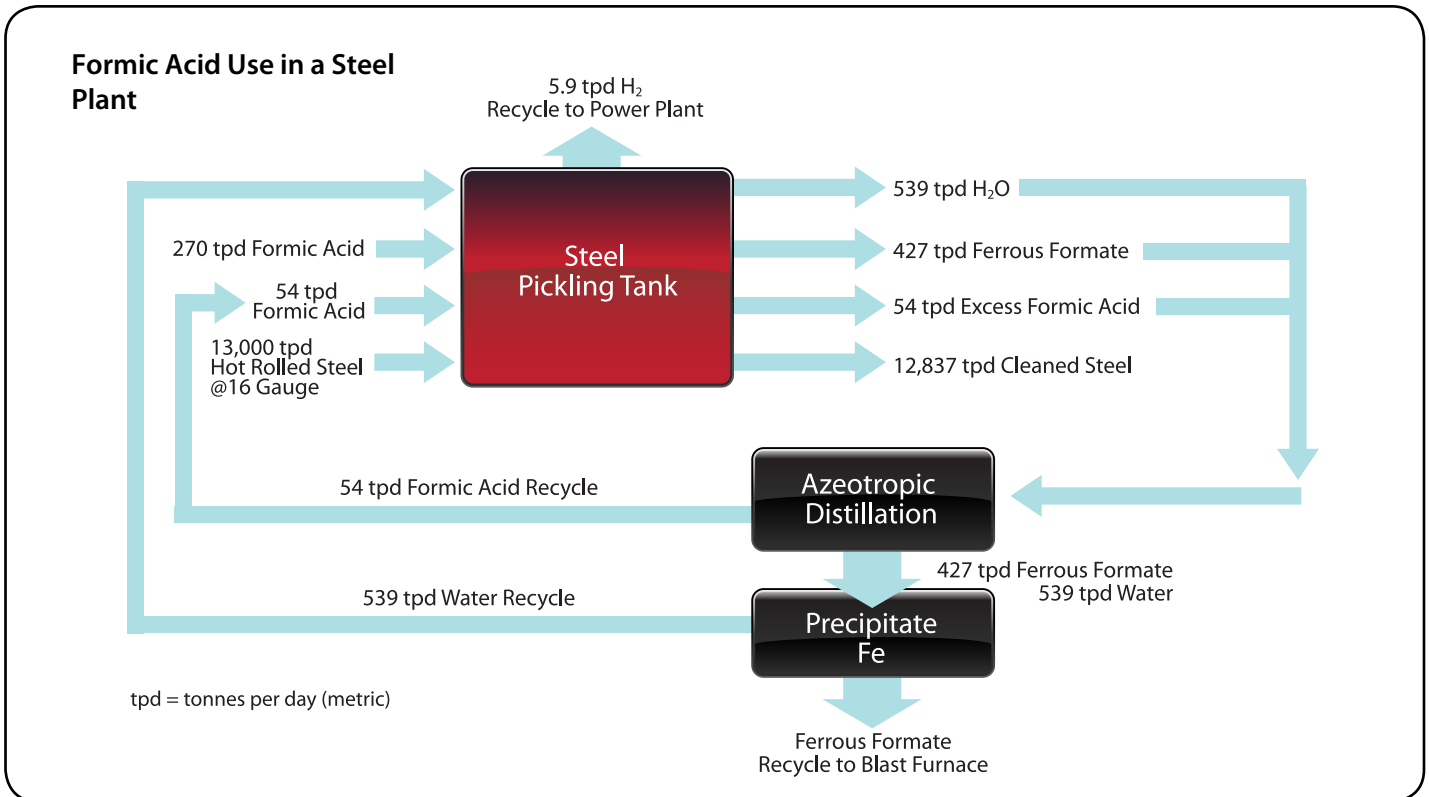 Formic Acid Use in a Steel
Plant
5.9 tpd H₂
Recycle to Power Plant
270 tpd Formic Acid
54 tpd
Formic Acid
13,000 tpd
Hot Rolled Steel
@16 Gauge
Steel
Pickling Tank
539 tpd H₂O
427 tpd Ferrous Formate
54 tpd Excess Formic Acid
12,837 tpd Cleaned Steel
54 tpd Formic Acid Recycle
Azeotropic
Distillation
427 tpd Ferrous Formate
539 tpd Water
539 tpd Water Recycle
Precipitate
Fe
tpd = tonnes per day (metric)
Ferrous Formate
Recycle to Blast Furnace